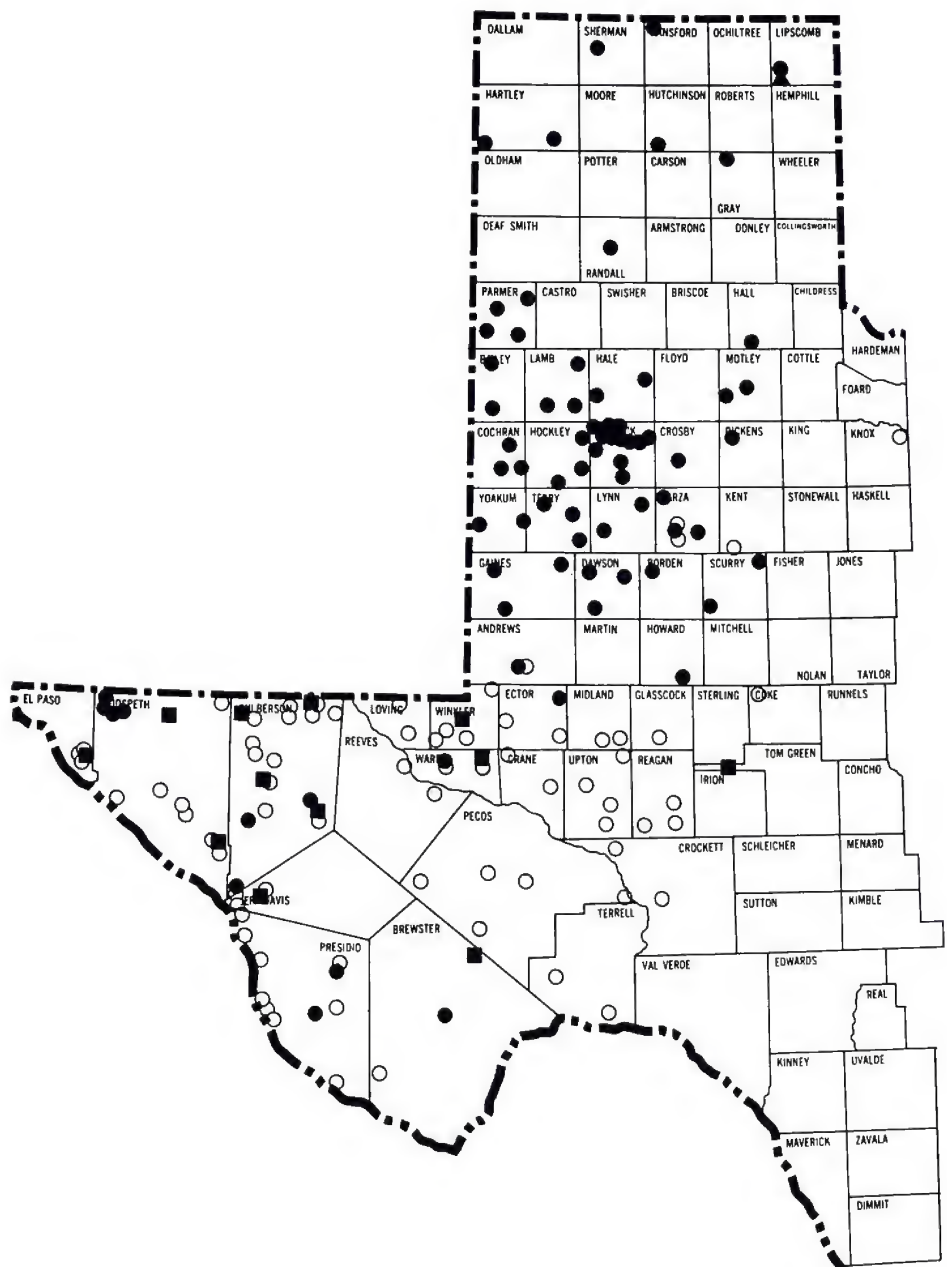 DALLAM SHERMAN OCHILTREE LIPSCOMB
HARTLEY MOORE HUTCHINSON ROBERTS HEMPHILL
OLDHAM POTTER CARSON WHEELER
GRAY
DEAF SMITH ARMSTRONG DONLEY COLLINGSWORTH
RANDALL
PARMER CASTRO SWISHER BRISCOE HALL CHILDRESS
HARDEMAN
LAMB HALE FLOYD MOTLEY COTTLE
FOARD
COCHRAN HOCKLEY CROSBY KING KNOX
YOAKUM LYNN KENT STONEWALL HASKELL
GAINES DAWSON SCURRY FISHER JONES
ANDREWS MARTIN HOWARD MITCHELL
NOLAN TAYLOR
EL PASO LOVING WINKLER ECTOR MIDLAND GLASSCOCK STERLING RUNNELS
REEVES CRANE UPTON REAGAN TOM GREEN
IRION CONCHO
PECOS
CROCKETT SCHLEICHER MENARD
SUTTON KIMBLE
TERRELL
BREWSTER
PRESIDIO
VAL VERDE EDWARDS
REAL
KINNEY UVALDE
MAVERICK ZAVALA
DIMMIT